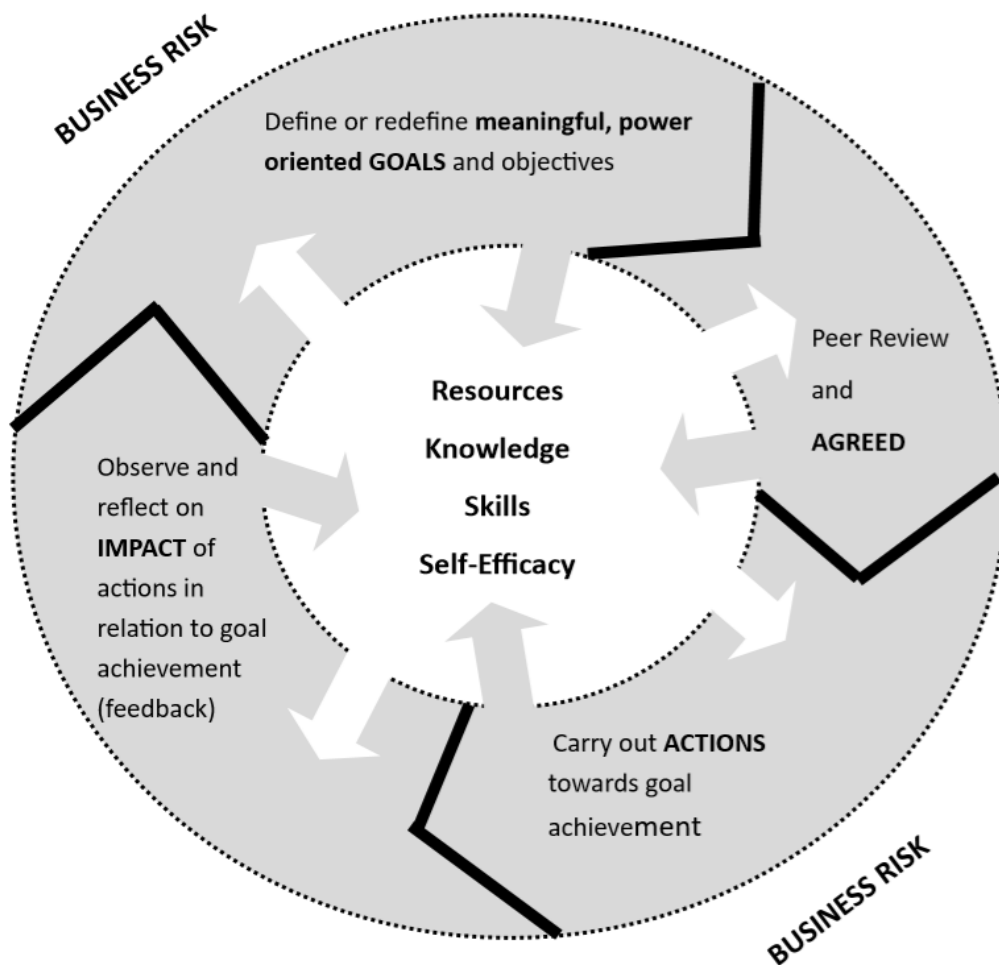 BUSINESS RISK
Define or redefine meaningful, power
oriented GOALS and objectives
Peer Review
and
AGREED
Resources
Knowledge
Skills
Self-Efficacy
Observe and
reflect on
IMPACT of
actions in
relation to goal
achievement
(feedback)
Carry out ACTIONS
towards goal
achievement
BUSINESS RISK